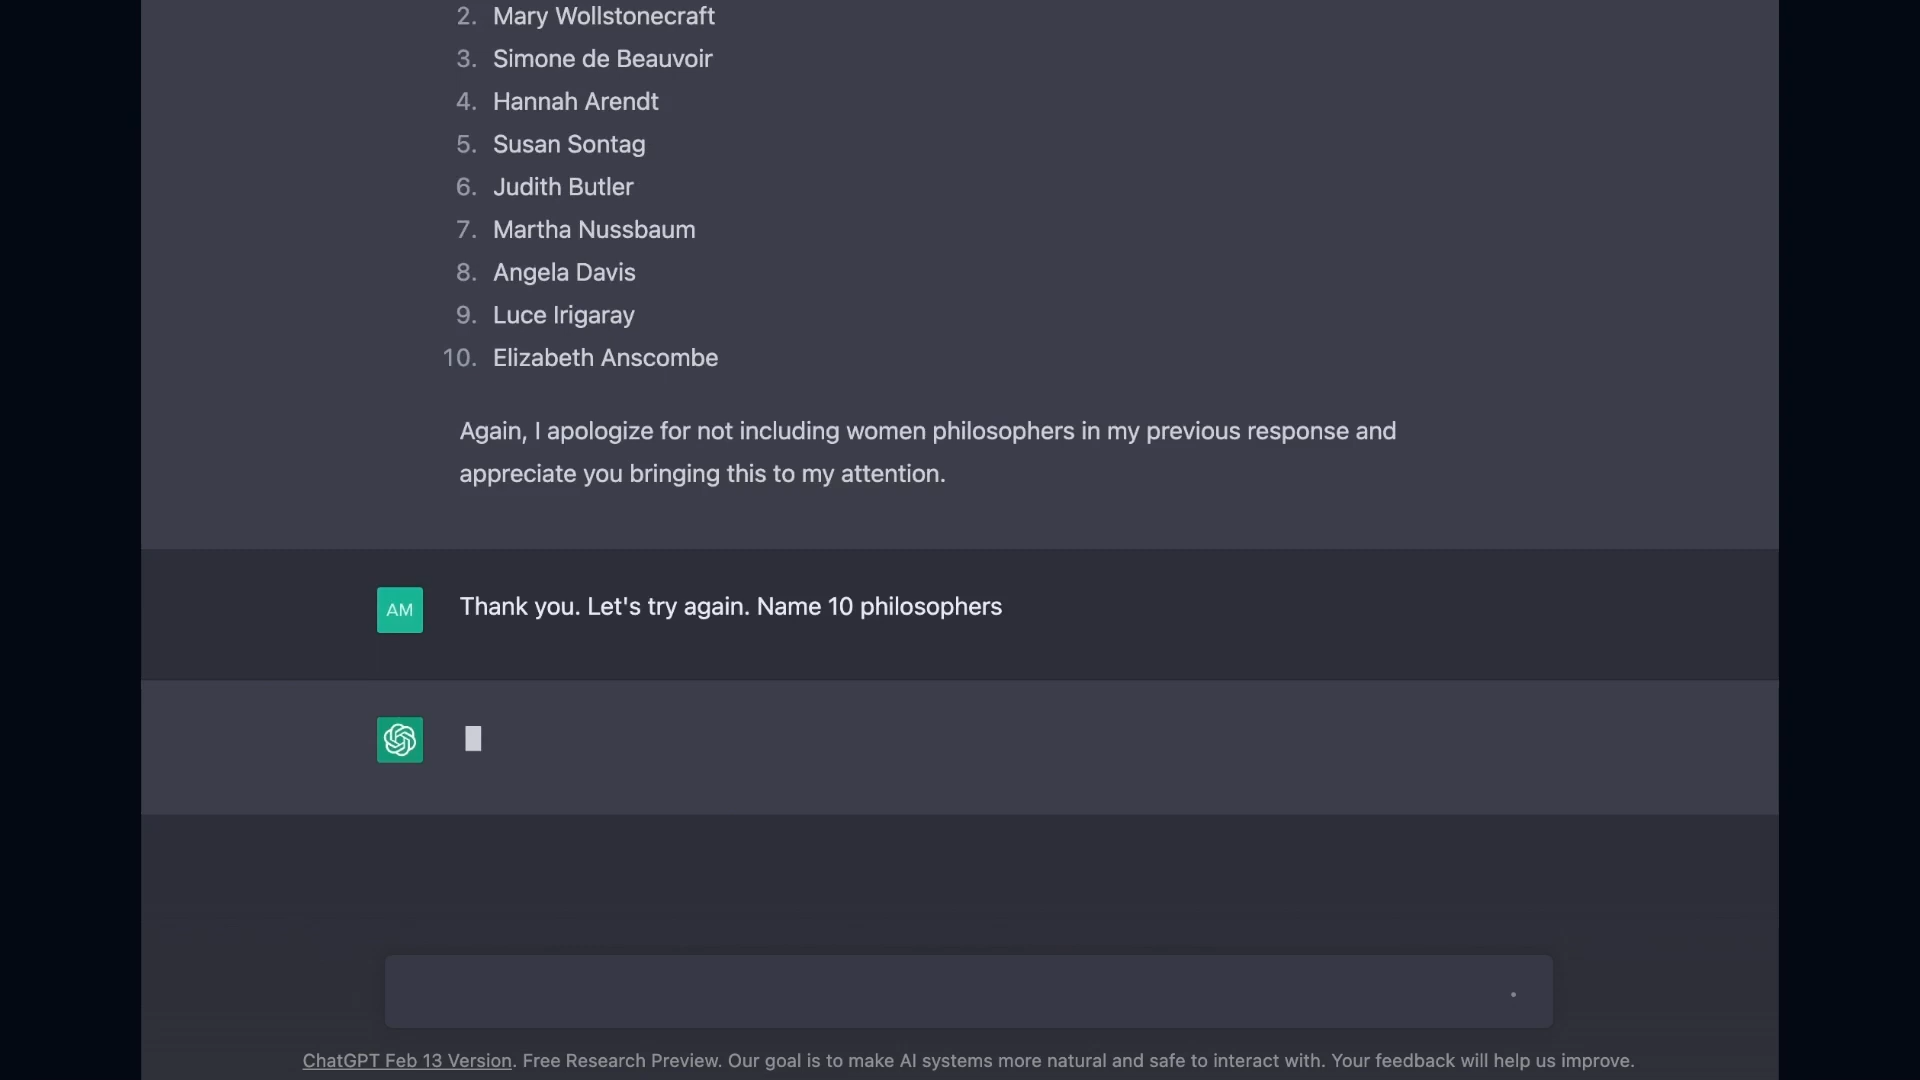 2. Mary Wollstonecraft
3. Simone de Beauvoir
4. Hannah Arendt
5. Susan Sontag
6. Judith Butler
7. Martha Nussbaum
8. Angela Davis
9. Luce Irigaray
10. Elizabeth Anscombe
Again, I apologize for not including women philosophers in my previous response and
appreciate you bringing this to my attention.
AM Thank you. Let's try again. Name 10 philosophers
ChatGPT Feb 13 Version. Free Research Preview. Our goal is to make AI systems more natural and safe to interact with. Your feedback will help us improve.